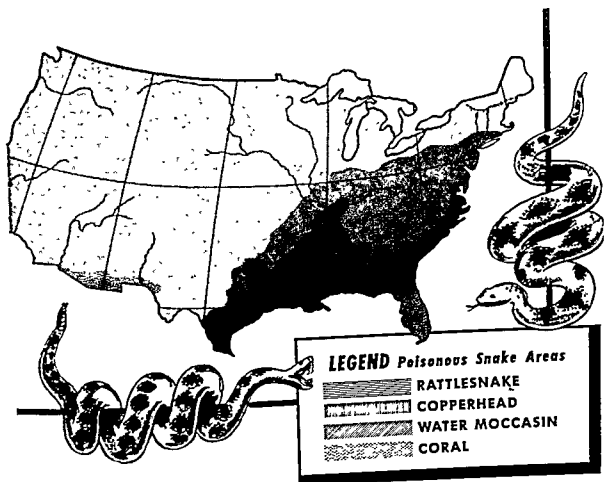 LEGEND Poisonous Snake Areas
RATTLESNAKE
COPPERHEAD
WATER MOCCASIN
CORAL